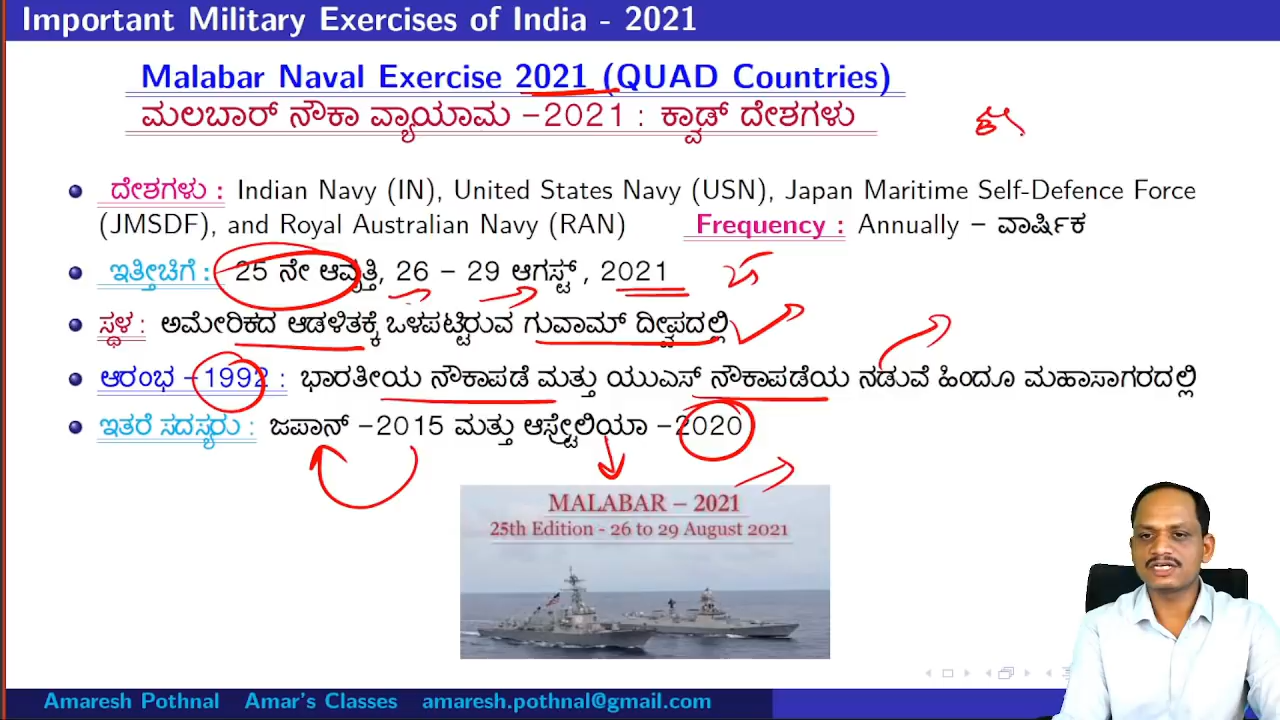 Important Military Exercises of India - 2021
Malabar Naval Exercise 2021 (QUAD Countries)
ಮಲಬಾರ್ ನೌಕಾ ವ್ಯಾಯಾಮ -2021 : ಕ್ವಾಡ್ ದೇಶಗಳು
ದೇಶಗಳು : Indian Navy (IN), United States Navy (USN), Japan Maritime Self-Defence Force
(JMSDF), and Royal Australian Navy (RAN) Frequency : Annually – ವಾರ್ಷಿಕ
ಇತ್ತೀಚಿಗೆ : 25 ನೇ ಆವೃತ್ತಿ, 26 – 29 ಆಗಸ್ಟ್ , 2021
ಸ್ಥಳ : ಅಮೇರಿಕದ ಆಡಳಿತಕ್ಕೆ ಒಳಪಟ್ಟಿರುವ ಗುವಾಮ್ ದ್ವೀಪದಲ್ಲಿ
ಆರಂಭ -1992 : ಭಾರತೀಯ ನೌಕಾಪಡೆ ಮತ್ತು ಯುಎಸ್ ನೌಕಾಪಡೆಯ ನಡುವೆ ಹಿಂದೂ ಮಹಾಸಾಗರದಲ್ಲಿ
ಇತರೆ ಸದಸ್ಯರು : ಜಪಾನ್ -2015 ಮತ್ತು ಆಸ್ಟ್ರೇಲಿಯಾ -2020
MALABAR – 2021
25th Edition - 26 to 29 August 2021
Amaresh Pothnal Amar's Classes amaresh.pothnal@gmail.com